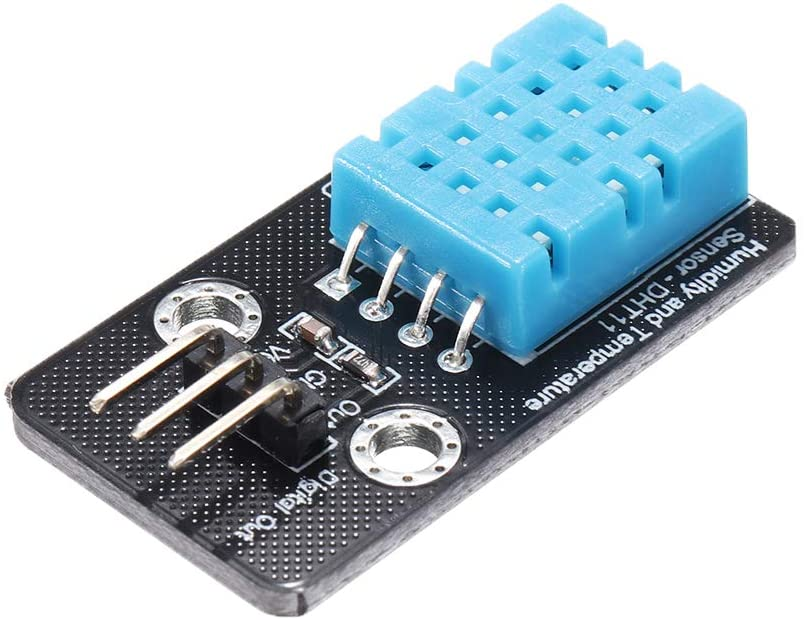 Humidity and Temperature
Sensor - DHT11
Out
Digital Out